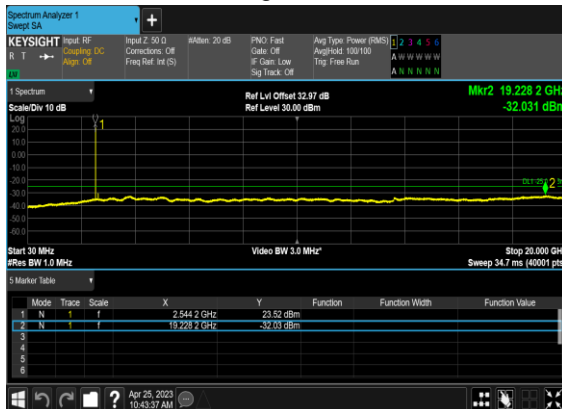 Spectrum Analyzer 1
Swept SA
KEYSIGHT
R T
Input: RF
Coupling: DC
Align: Off
Input Z: 50 Ω
Corrections: Off
Freq Ref: Int (S)
#Atten: 20 dB
PNO: Fast
Gate: Off
IF Gain: Low
Sig Track: Off
Avg Type: Power (RMS)
Avg|Hold: 100/100
Trig: Free Run
1 2 3 4 5 6
A W W W W W
A N N N N N
1 Spectrum
Scale/Div 10 dB
Ref Lvl Offset 32.97 dB
Ref Level 30.00 dBm
Mkr2 19.228 2 GHz
-32.031 dBm
Log
20.0
10.0
0.00
-10.0
-20.0
-30.0
-40.0
-50.0
-60.0
1
2
Start 30 MHz
#Res BW 1.0 MHz
Video BW 3.0 MHz*
Stop 20.000 GH
Sweep 34.7 ms (40001 pts
5 Marker Table
Mode Trace Scale X Y Function Function Width Function Value
1 N 1 f 2.544 2 GHz 23.52 dBm
2 N 1 f 19.228 2 GHz -32.03 dBm
3
4
5
6
?
Apr 25, 2023
10:43:37 AM